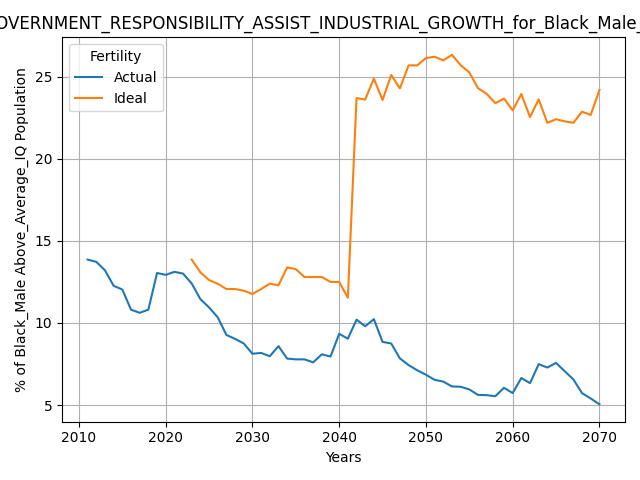 OVERNMENT_RESPONSIBILITY_ASSIST_INDUSTRIAL_GROWTH_for_Black_Male_
Fertility
Actual
Ideal
% of Black_Male Above_Average_IQ Population
25
20
15
10
5
2010 2020 2030 2040 2050 2060 2070
Years